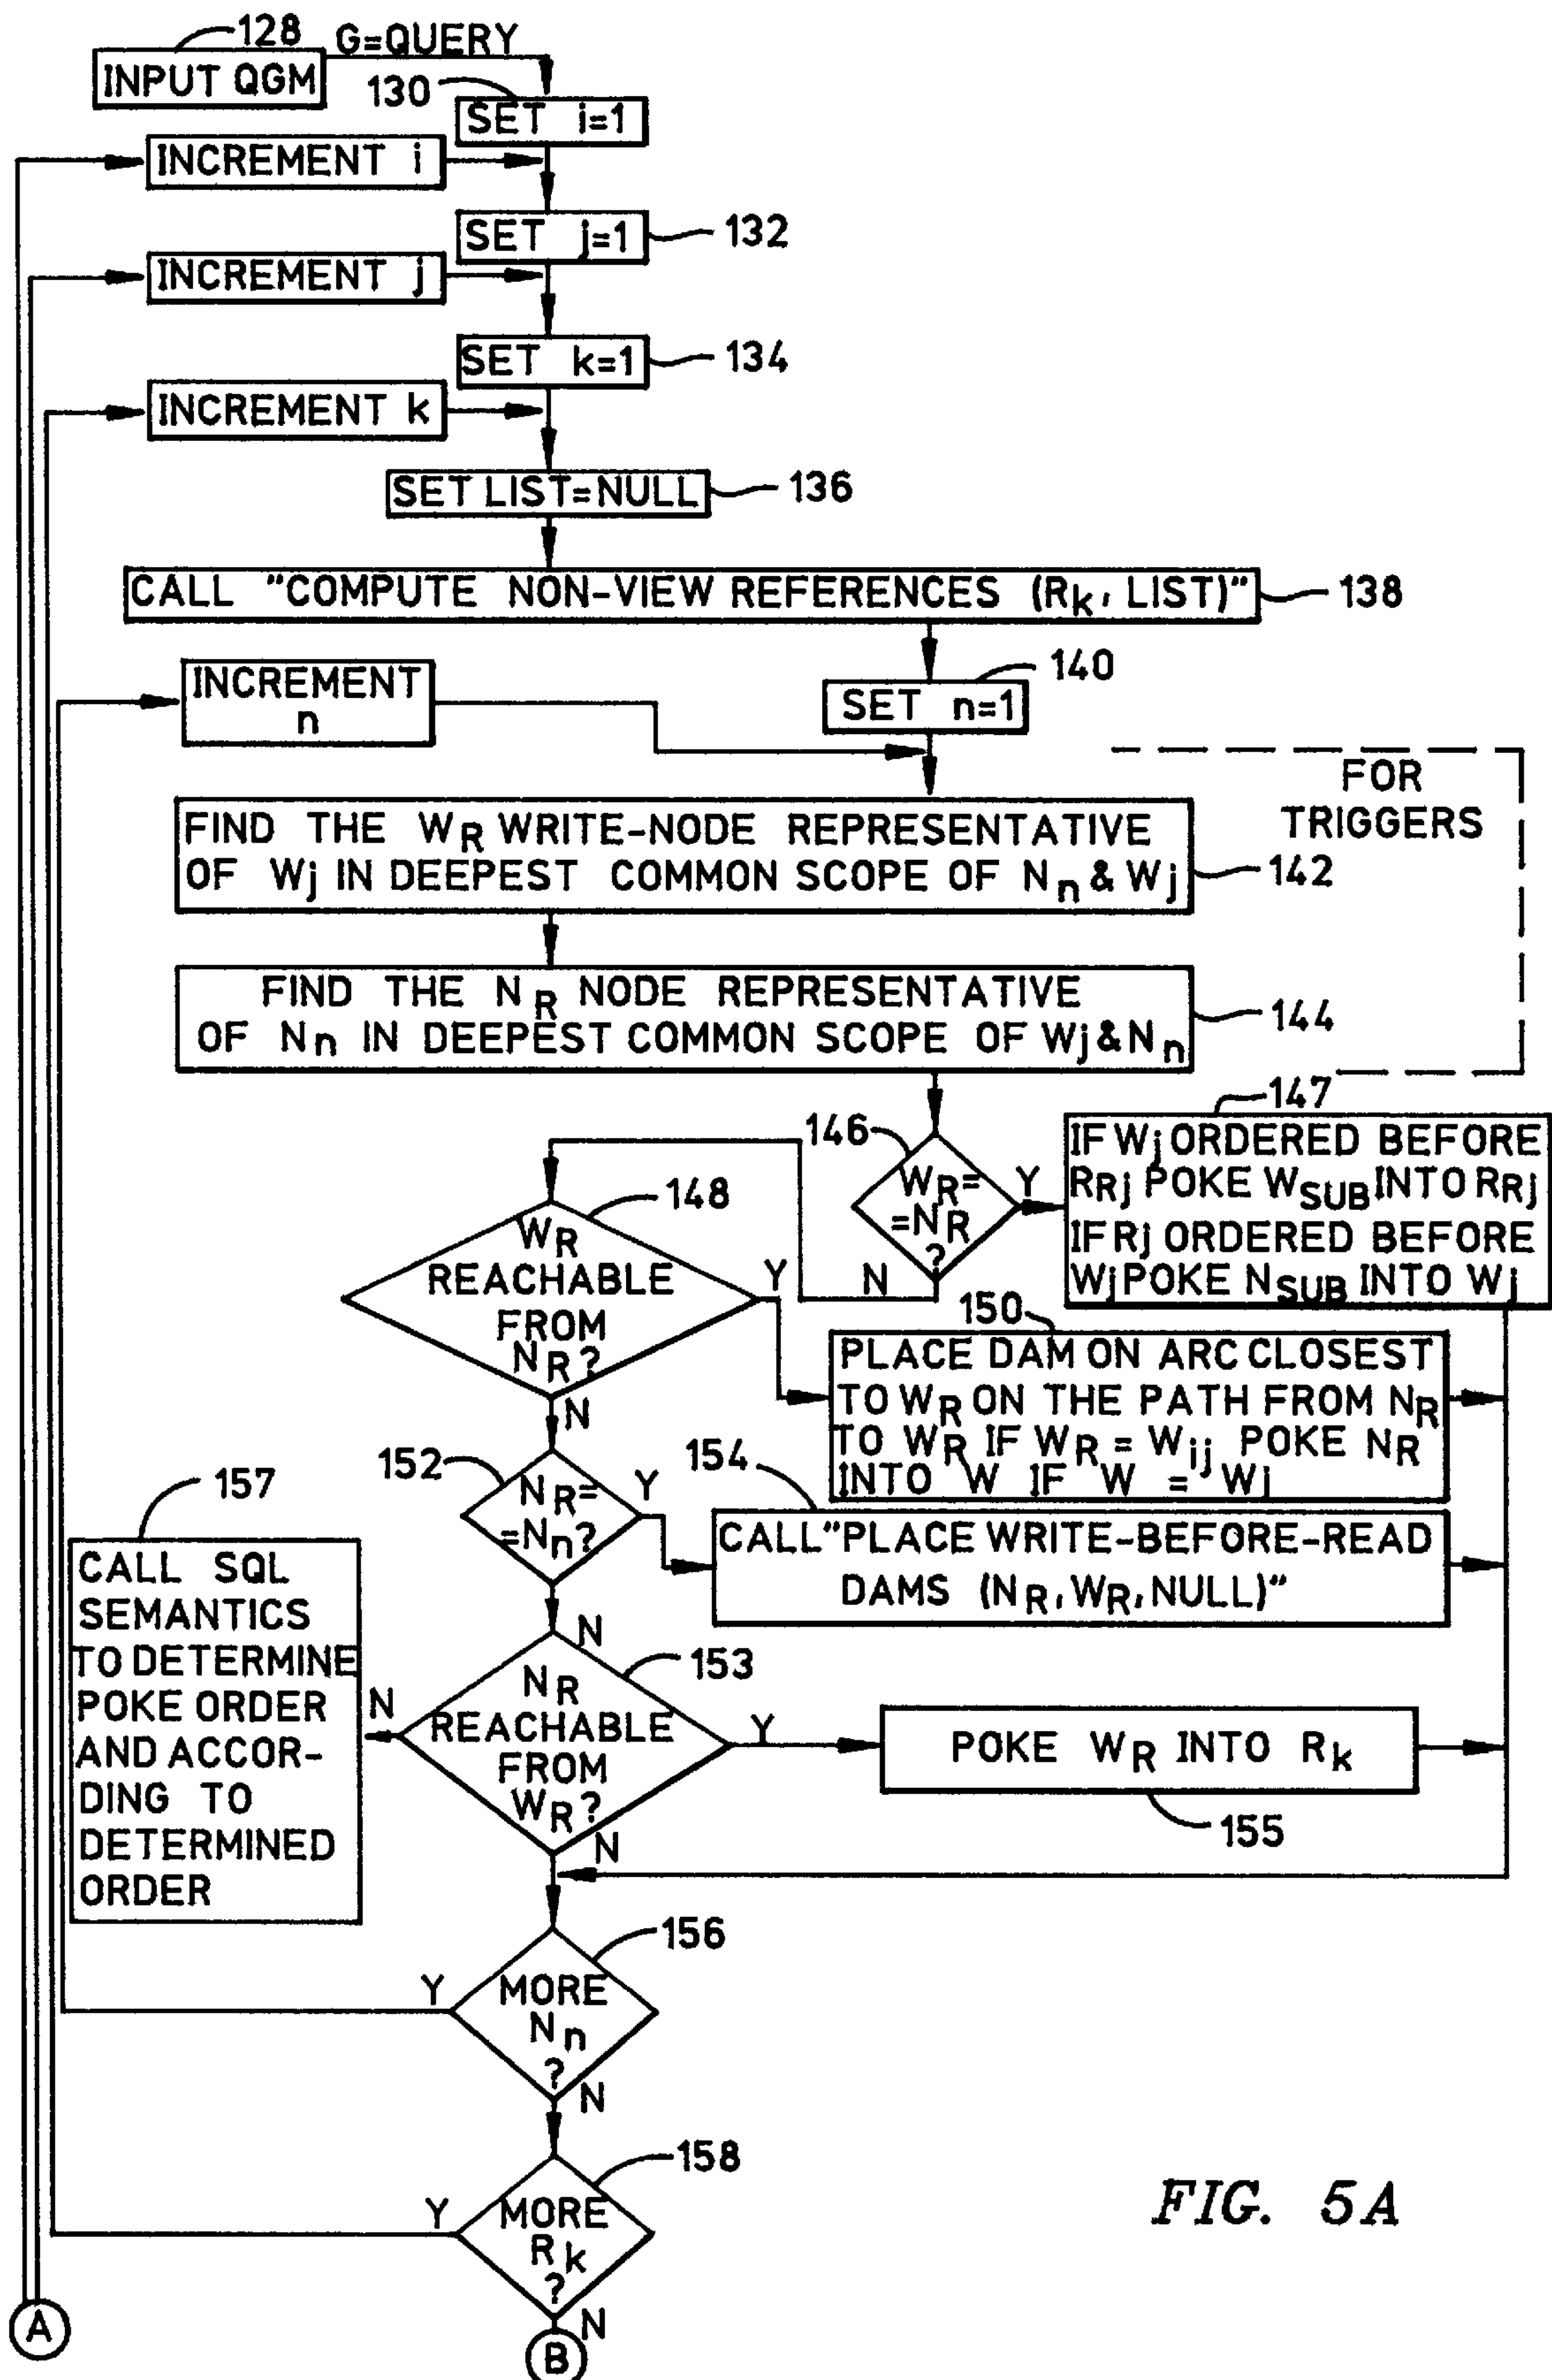 128
INPUT QGM
G=QUERY
130
SET i=1
INCREMENT i
SET j=1
132
INCREMENT j
SET k=1
134
INCREMENT k
SET LIST=NULL
136
CALL "COMPUTE NON-VIEW REFERENCES (Rk, LIST)"
138
INCREMENT
n
140
SET n=1
FOR
TRIGGERS
FIND THE WR WRITE-NODE REPRESENTATIVE
OF Wj IN DEEPEST COMMON SCOPE OF Nn & Wj
142
FIND THE NR NODE REPRESENTATIVE
OF Nn IN DEEPEST COMMON SCOPE OF Wj & Nn
144
146
WR=
=NR
?
Y
N
147
IF Wj ORDERED BEFORE
RRj POKE WSUB INTO RRj
IF Rj ORDERED BEFORE
Wj POKE NSUB INTO Wj
148
WR
REACHABLE
FROM
NR?
Y
N
150
PLACE DAM ON ARC CLOSEST
TO WR ON THE PATH FROM NR
TO WR IF WR = Wij POKE NR
INTO W IF W = Wj
152
NR=
=Nn?
Y
N
154
CALL "PLACE WRITE-BEFORE-READ
DAMS (NR, WR, NULL)"
157
CALL SQL
SEMANTICS
TO DETERMINE
POKE ORDER
AND ACCOR-
DING TO
DETERMINED
ORDER
153
NR
REACHABLE
FROM
WR?
N
Y
N
POKE WR INTO Rk
155
156
MORE
Nn
?
Y
N
158
MORE
Rk
?
Y
N
A
B
FIG. 5A